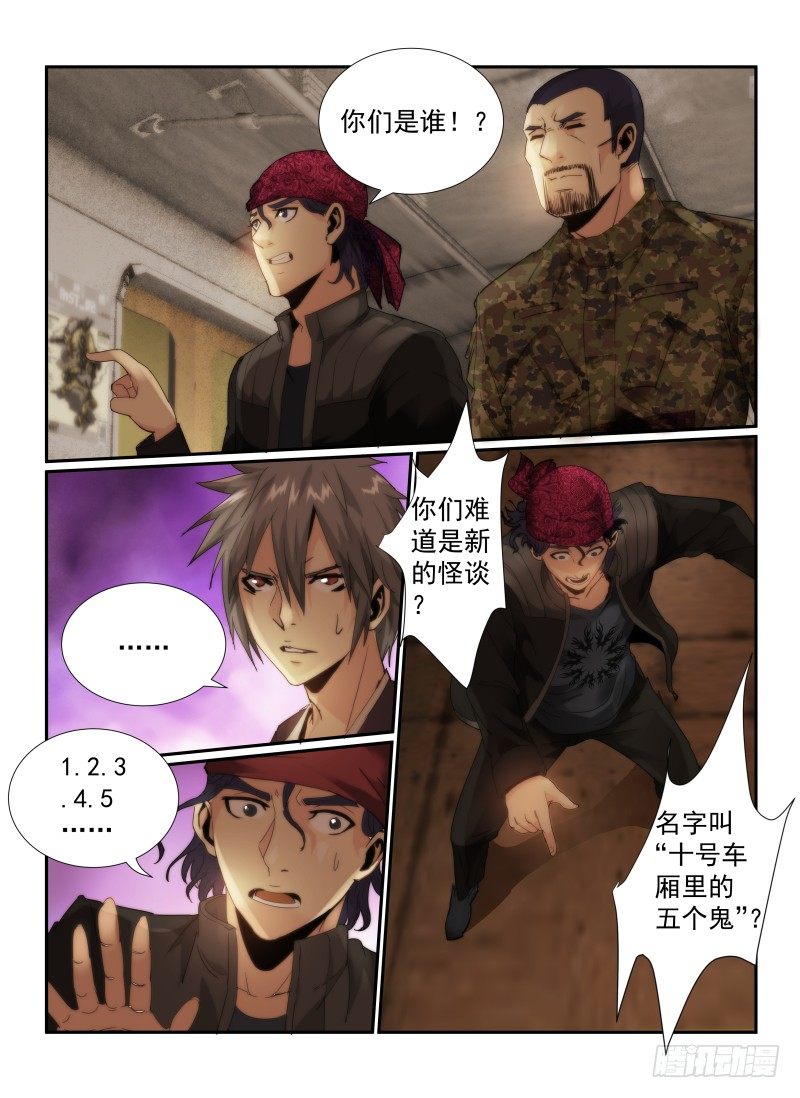 你们是谁！？
……
你们难
道是新
的怪谈
？
1.2.3
.4.5
……
名字叫
“十号车
厢里的
五个鬼”？
腾讯动漫